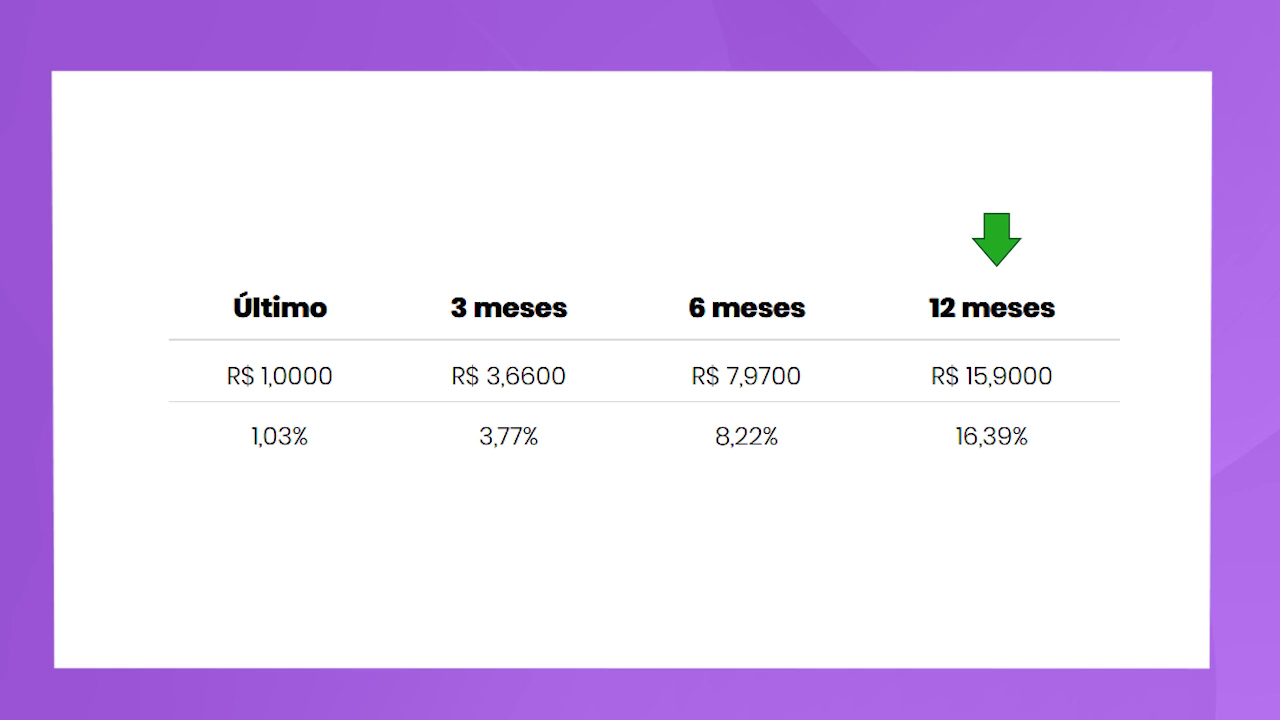 Último 3 meses 6 meses 12 meses
R$ 1,0000 R$ 3,6600 R$ 7,9700 R$ 15,9000
1,03% 3,77% 8,22% 16,39%